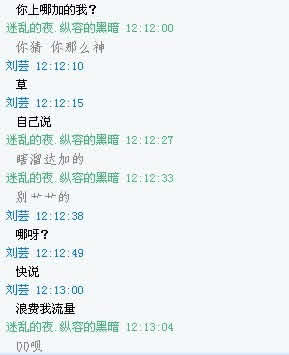 你上哪加的我？
迷乱的夜.纵容的黑暗 12:12:00
你猜 你那么神
刘芸 12:12:10
草
刘芸 12:12:15
自己说
迷乱的夜.纵容的黑暗 12:12:27
瞎溜达加的
迷乱的夜.纵容的黑暗 12:12:33
别艹艹的
刘芸 12:12:38
哪呀？
刘芸 12:12:49
快说
刘芸 12:13:00
浪费我流量
迷乱的夜.纵容的黑暗 12:13:04
QQ呗